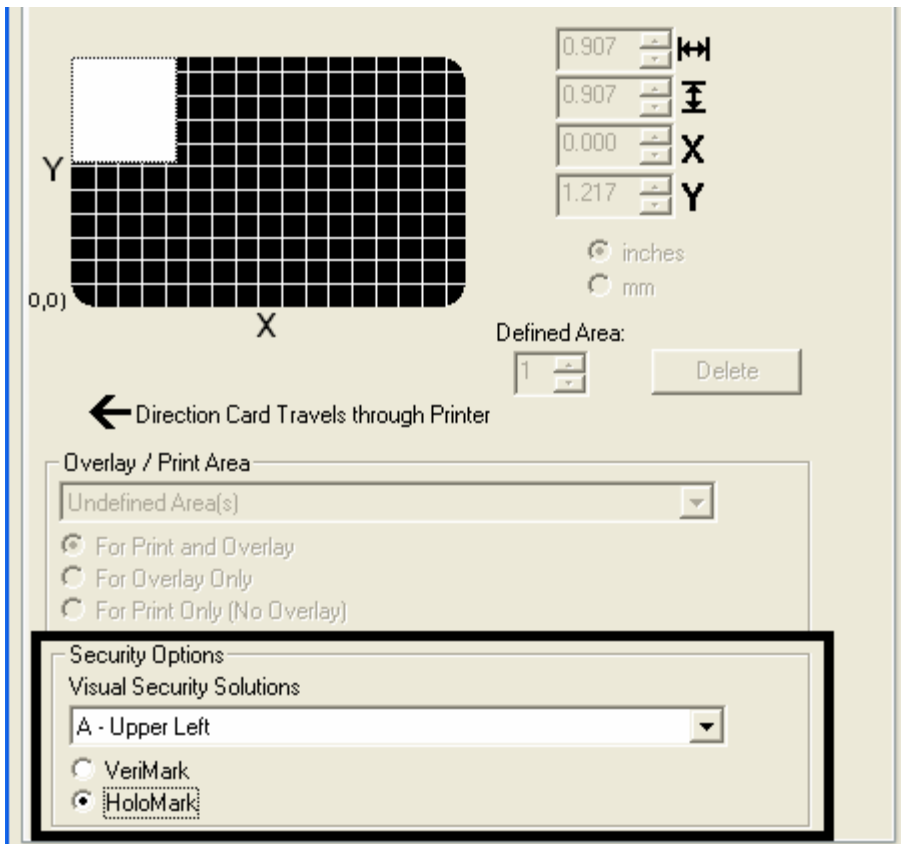 0.907
0.907
0.000 X
Y 1.217 Y
inches
mm
0,0)
X
Defined Area:
1 Delete
Direction Card Travels through Printer
Overlay / Print Area
Undefined Area(s)
For Print and Overlay
For Overlay Only
For Print Only (No Overlay)
Security Options
Visual Security Solutions
A - Upper Left
VeriMark
HoloMark